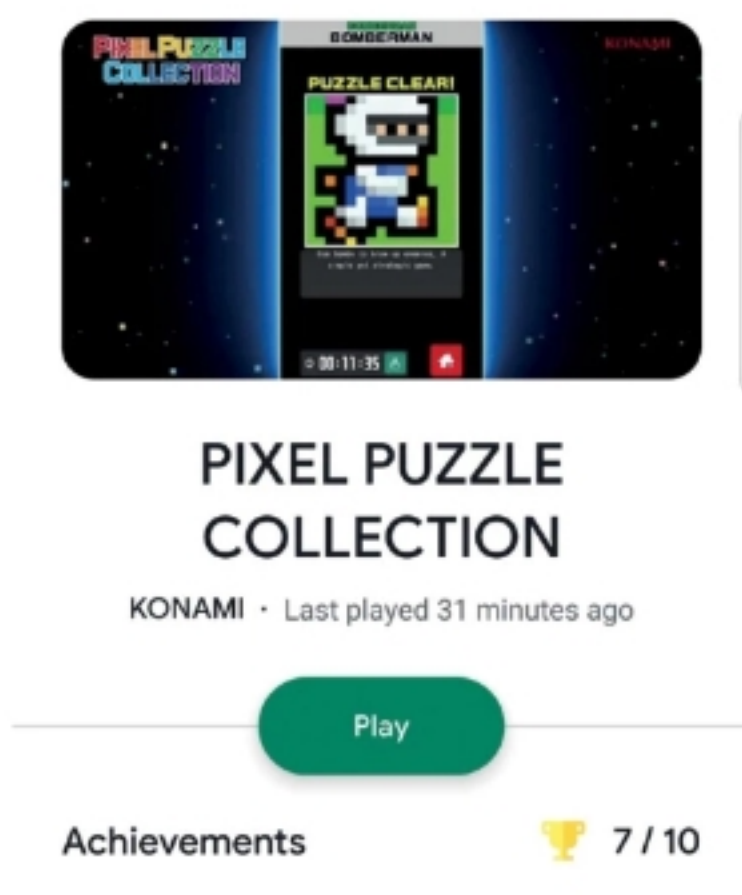 PIXEL PUZZLE
COLLECTION
KONAMI
BOMBERMAN
PUZZLE CLEAR!
00:11:35
PIXEL PUZZLE
COLLECTION
KONAMI · Last played 31 minutes ago
Play
Achievements 7 / 10